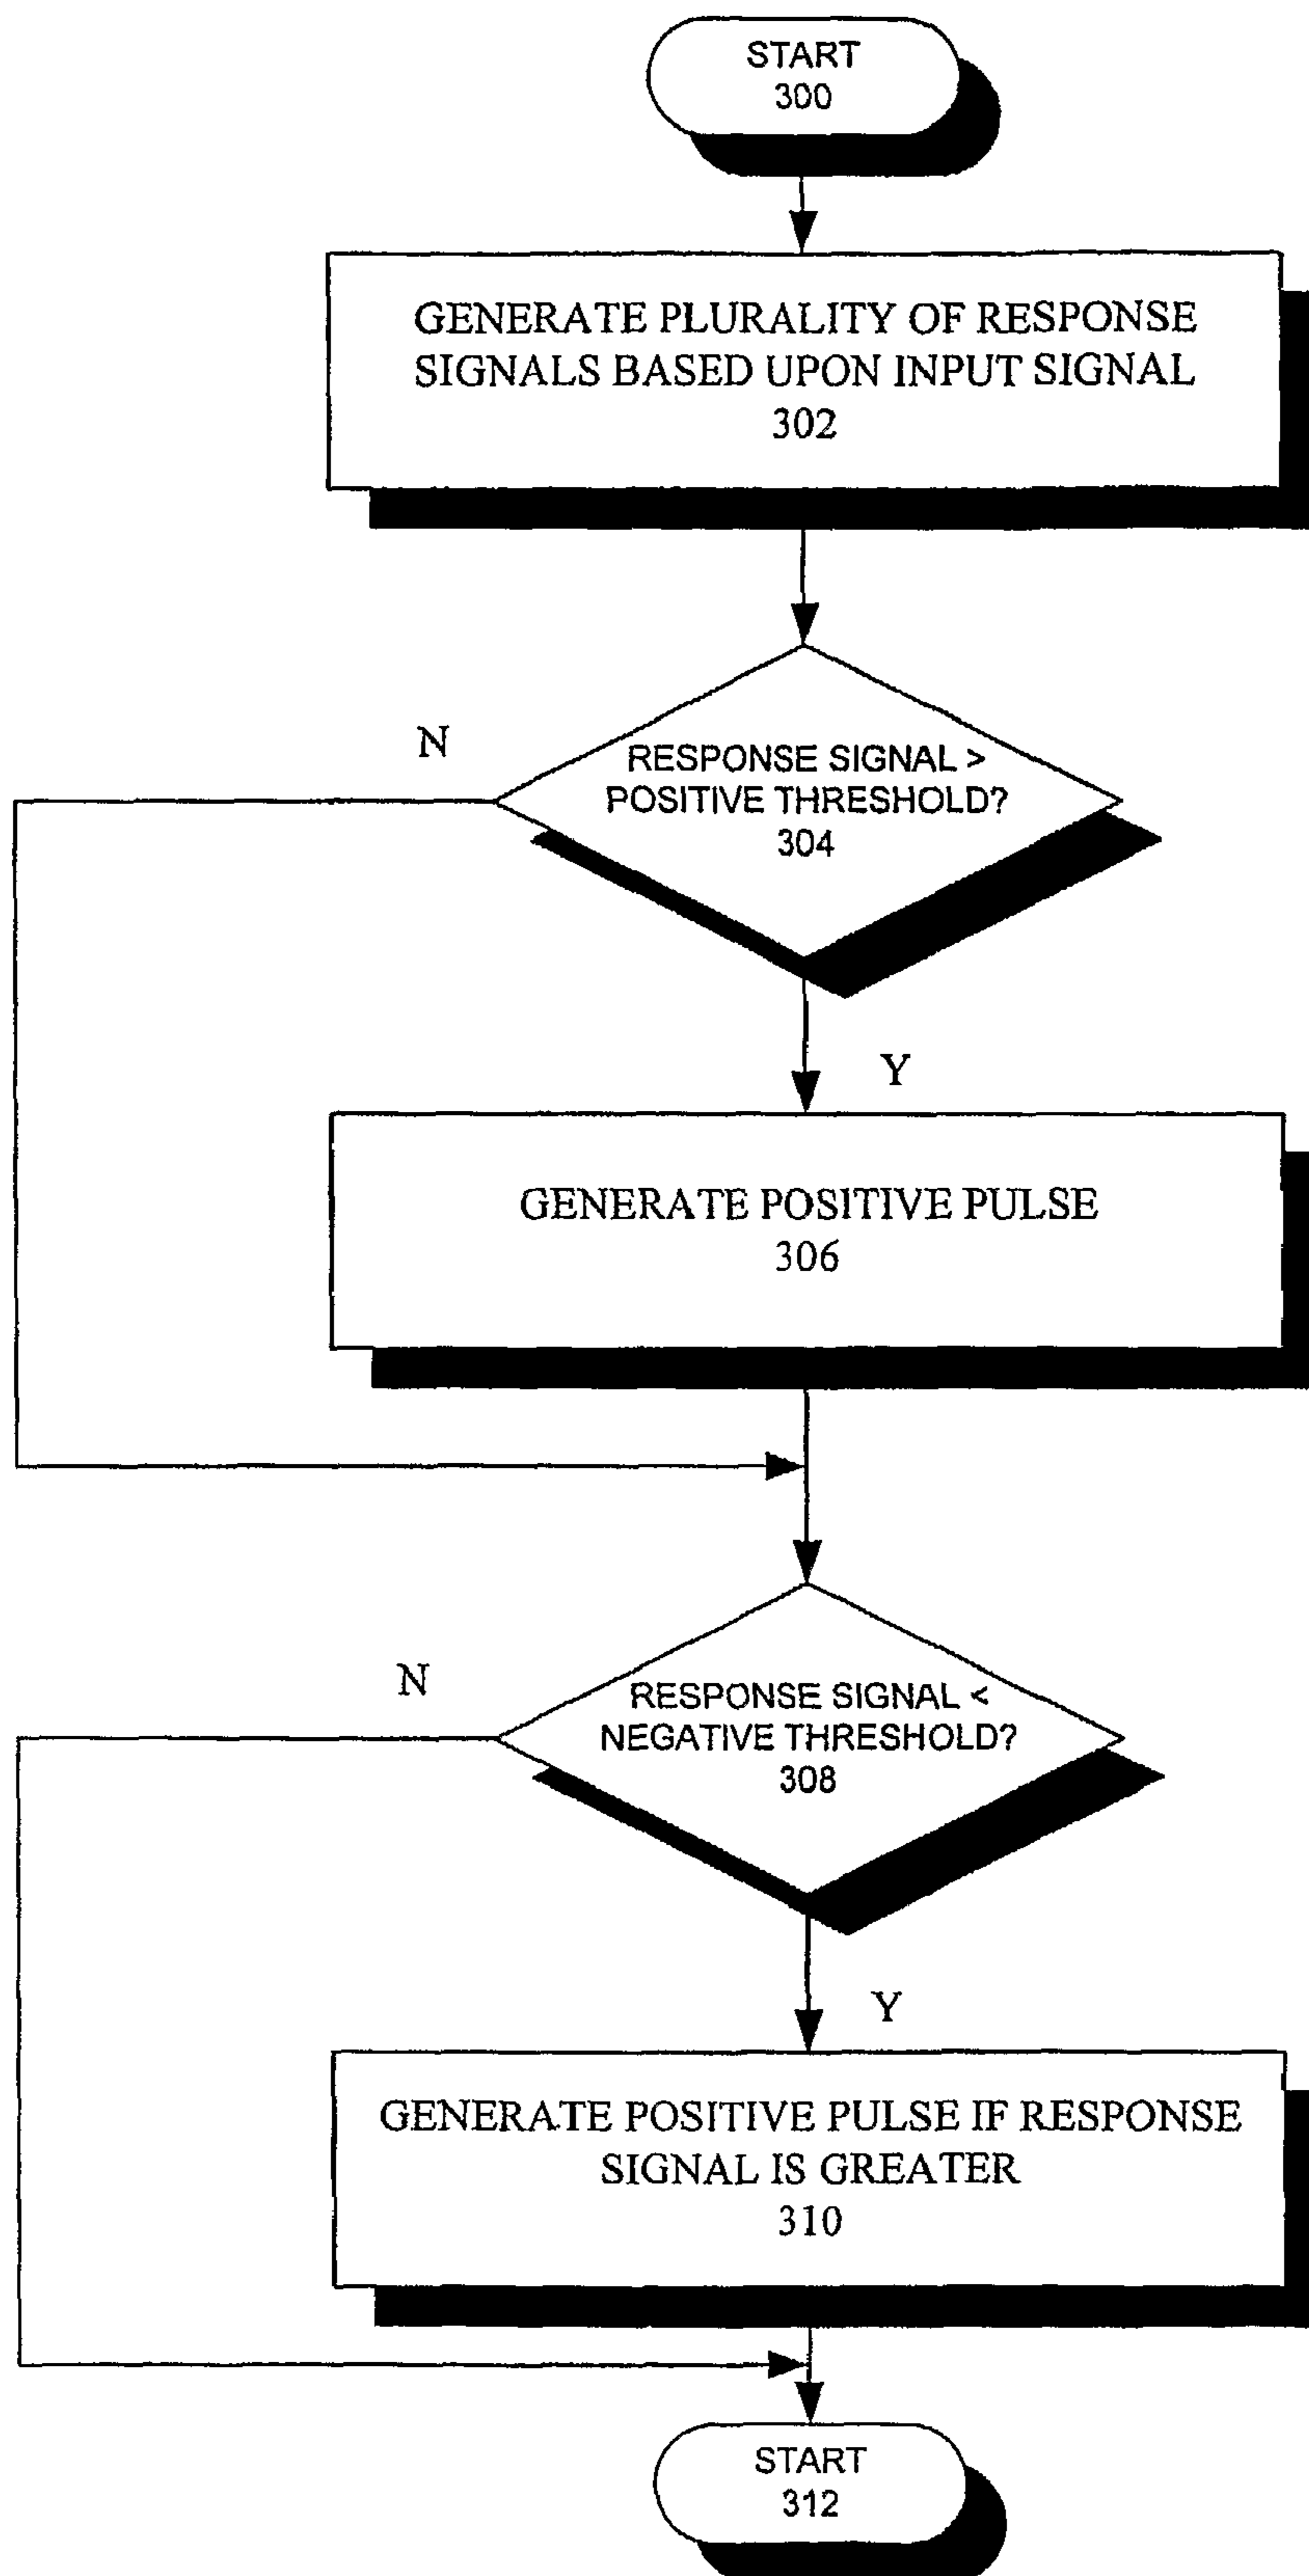 START
300
GENERATE PLURALITY OF RESPONSE
SIGNALS BASED UPON INPUT SIGNAL
302
N
RESPONSE SIGNAL >
POSITIVE THRESHOLD?
304
Y
GENERATE POSITIVE PULSE
306
N
RESPONSE SIGNAL <
NEGATIVE THRESHOLD?
308
Y
GENERATE POSITIVE PULSE IF RESPONSE
SIGNAL IS GREATER
310
START
312